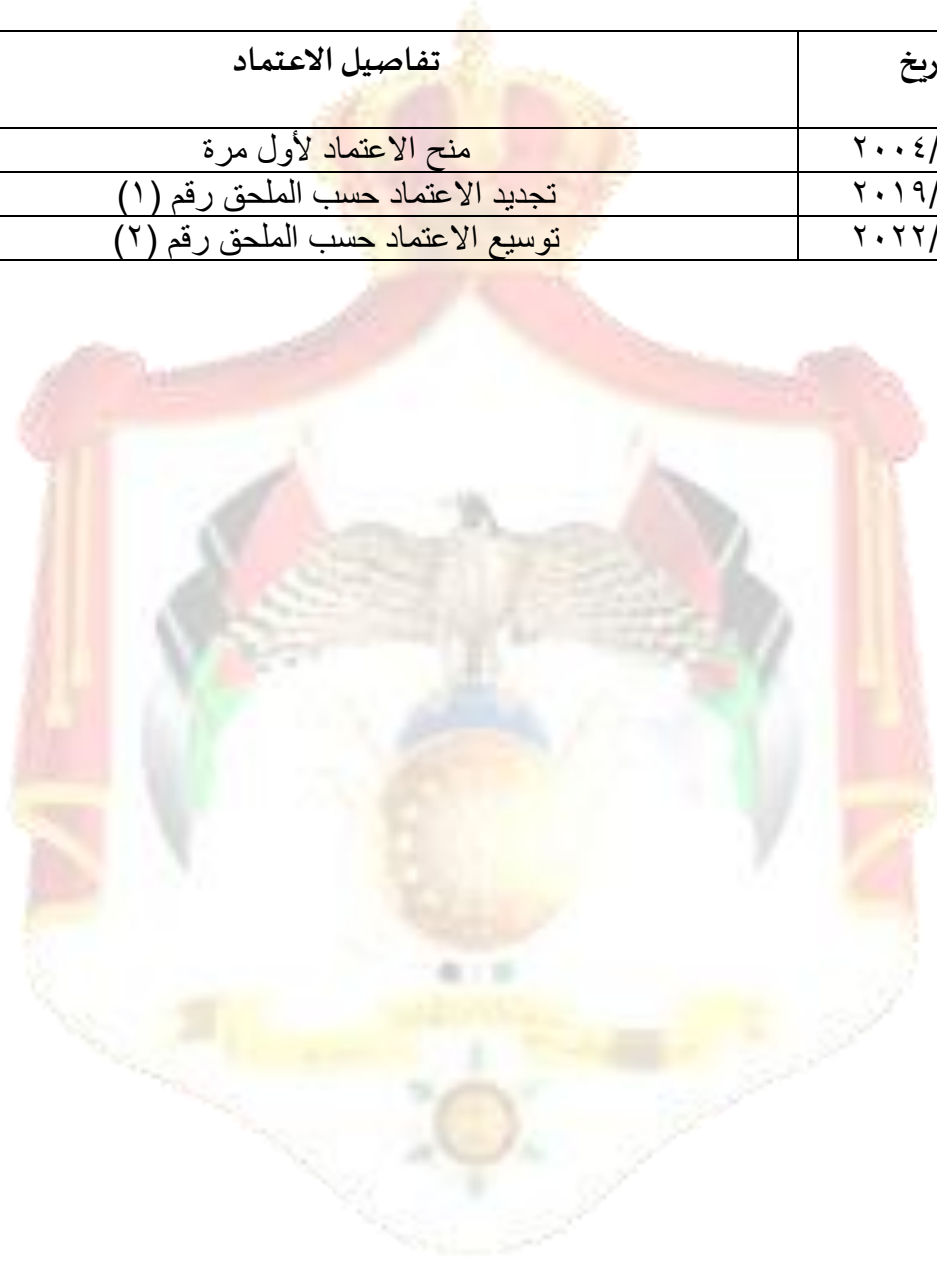 ريخ تفاصيل الاعتماد
/٢٠٠٤ منح الاعتماد لأول مرة
/٢٠١٩ تجديد الاعتماد حسب الملحق رقم (١)
/٢٠٢٢ توسيع الاعتماد حسب الملحق رقم (٢)